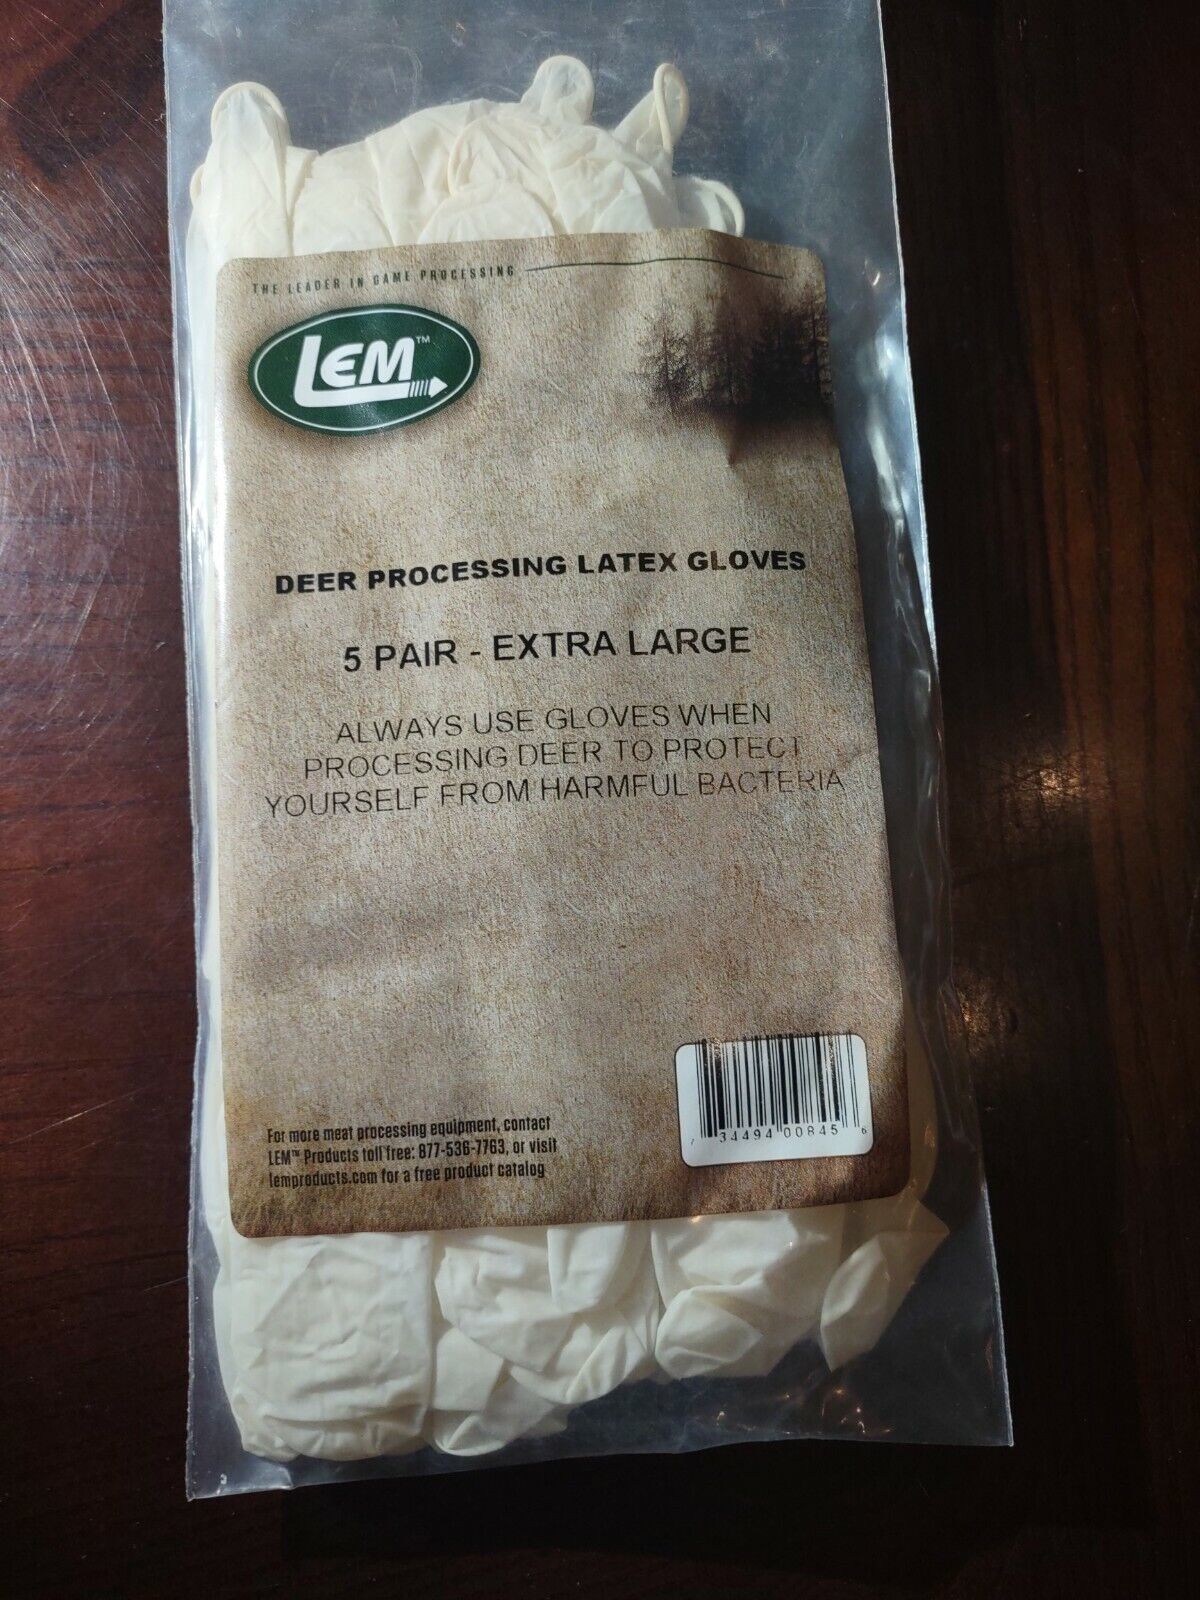 THE LEADER IN GAME PROCESSING
LEM™
DEER PROCESSING LATEX GLOVES
5 PAIR - EXTRA LARGE
ALWAYS USE GLOVES WHEN
PROCESSING DEER TO PROTECT
YOURSELF FROM HARMFUL BACTERIA
For more meat processing equipment, contact
LEM™ Products toll free: 877-536-7763, or visit
lemproducts.com for a free product catalog
7 34494 00845 6